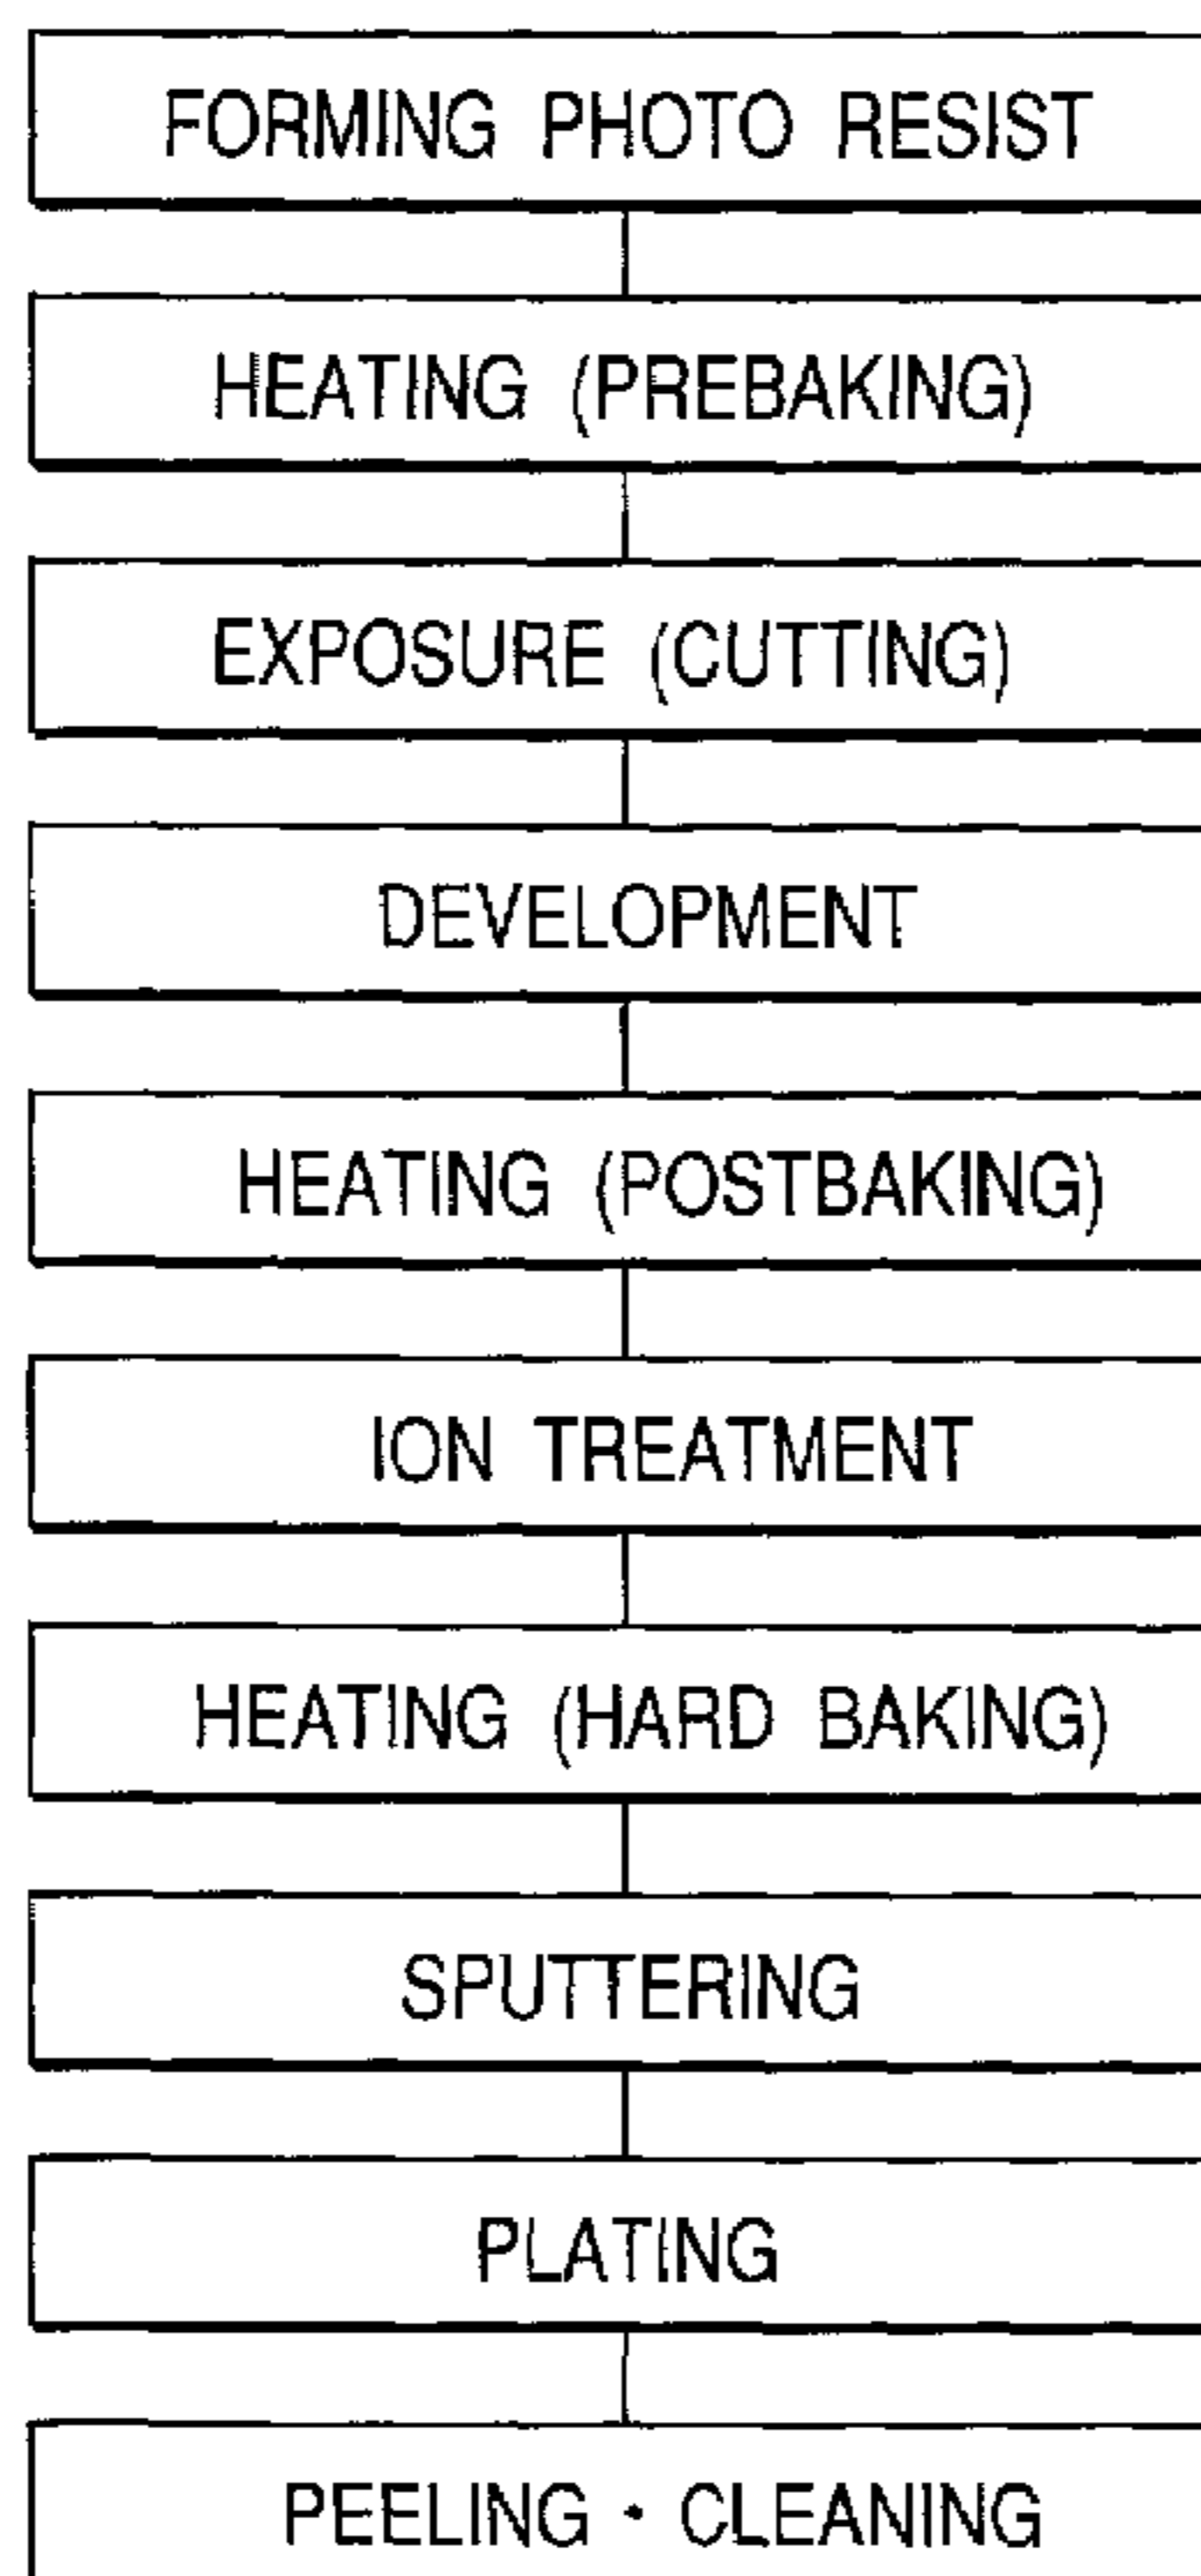 FORMING PHOTO RESIST
HEATING (PREBAKING)
EXPOSURE (CUTTING)
DEVELOPMENT
HEATING (POSTBAKING)
ION TREATMENT
HEATING (HARD BAKING)
SPUTTERING
PLATING
PEELING・CLEANING